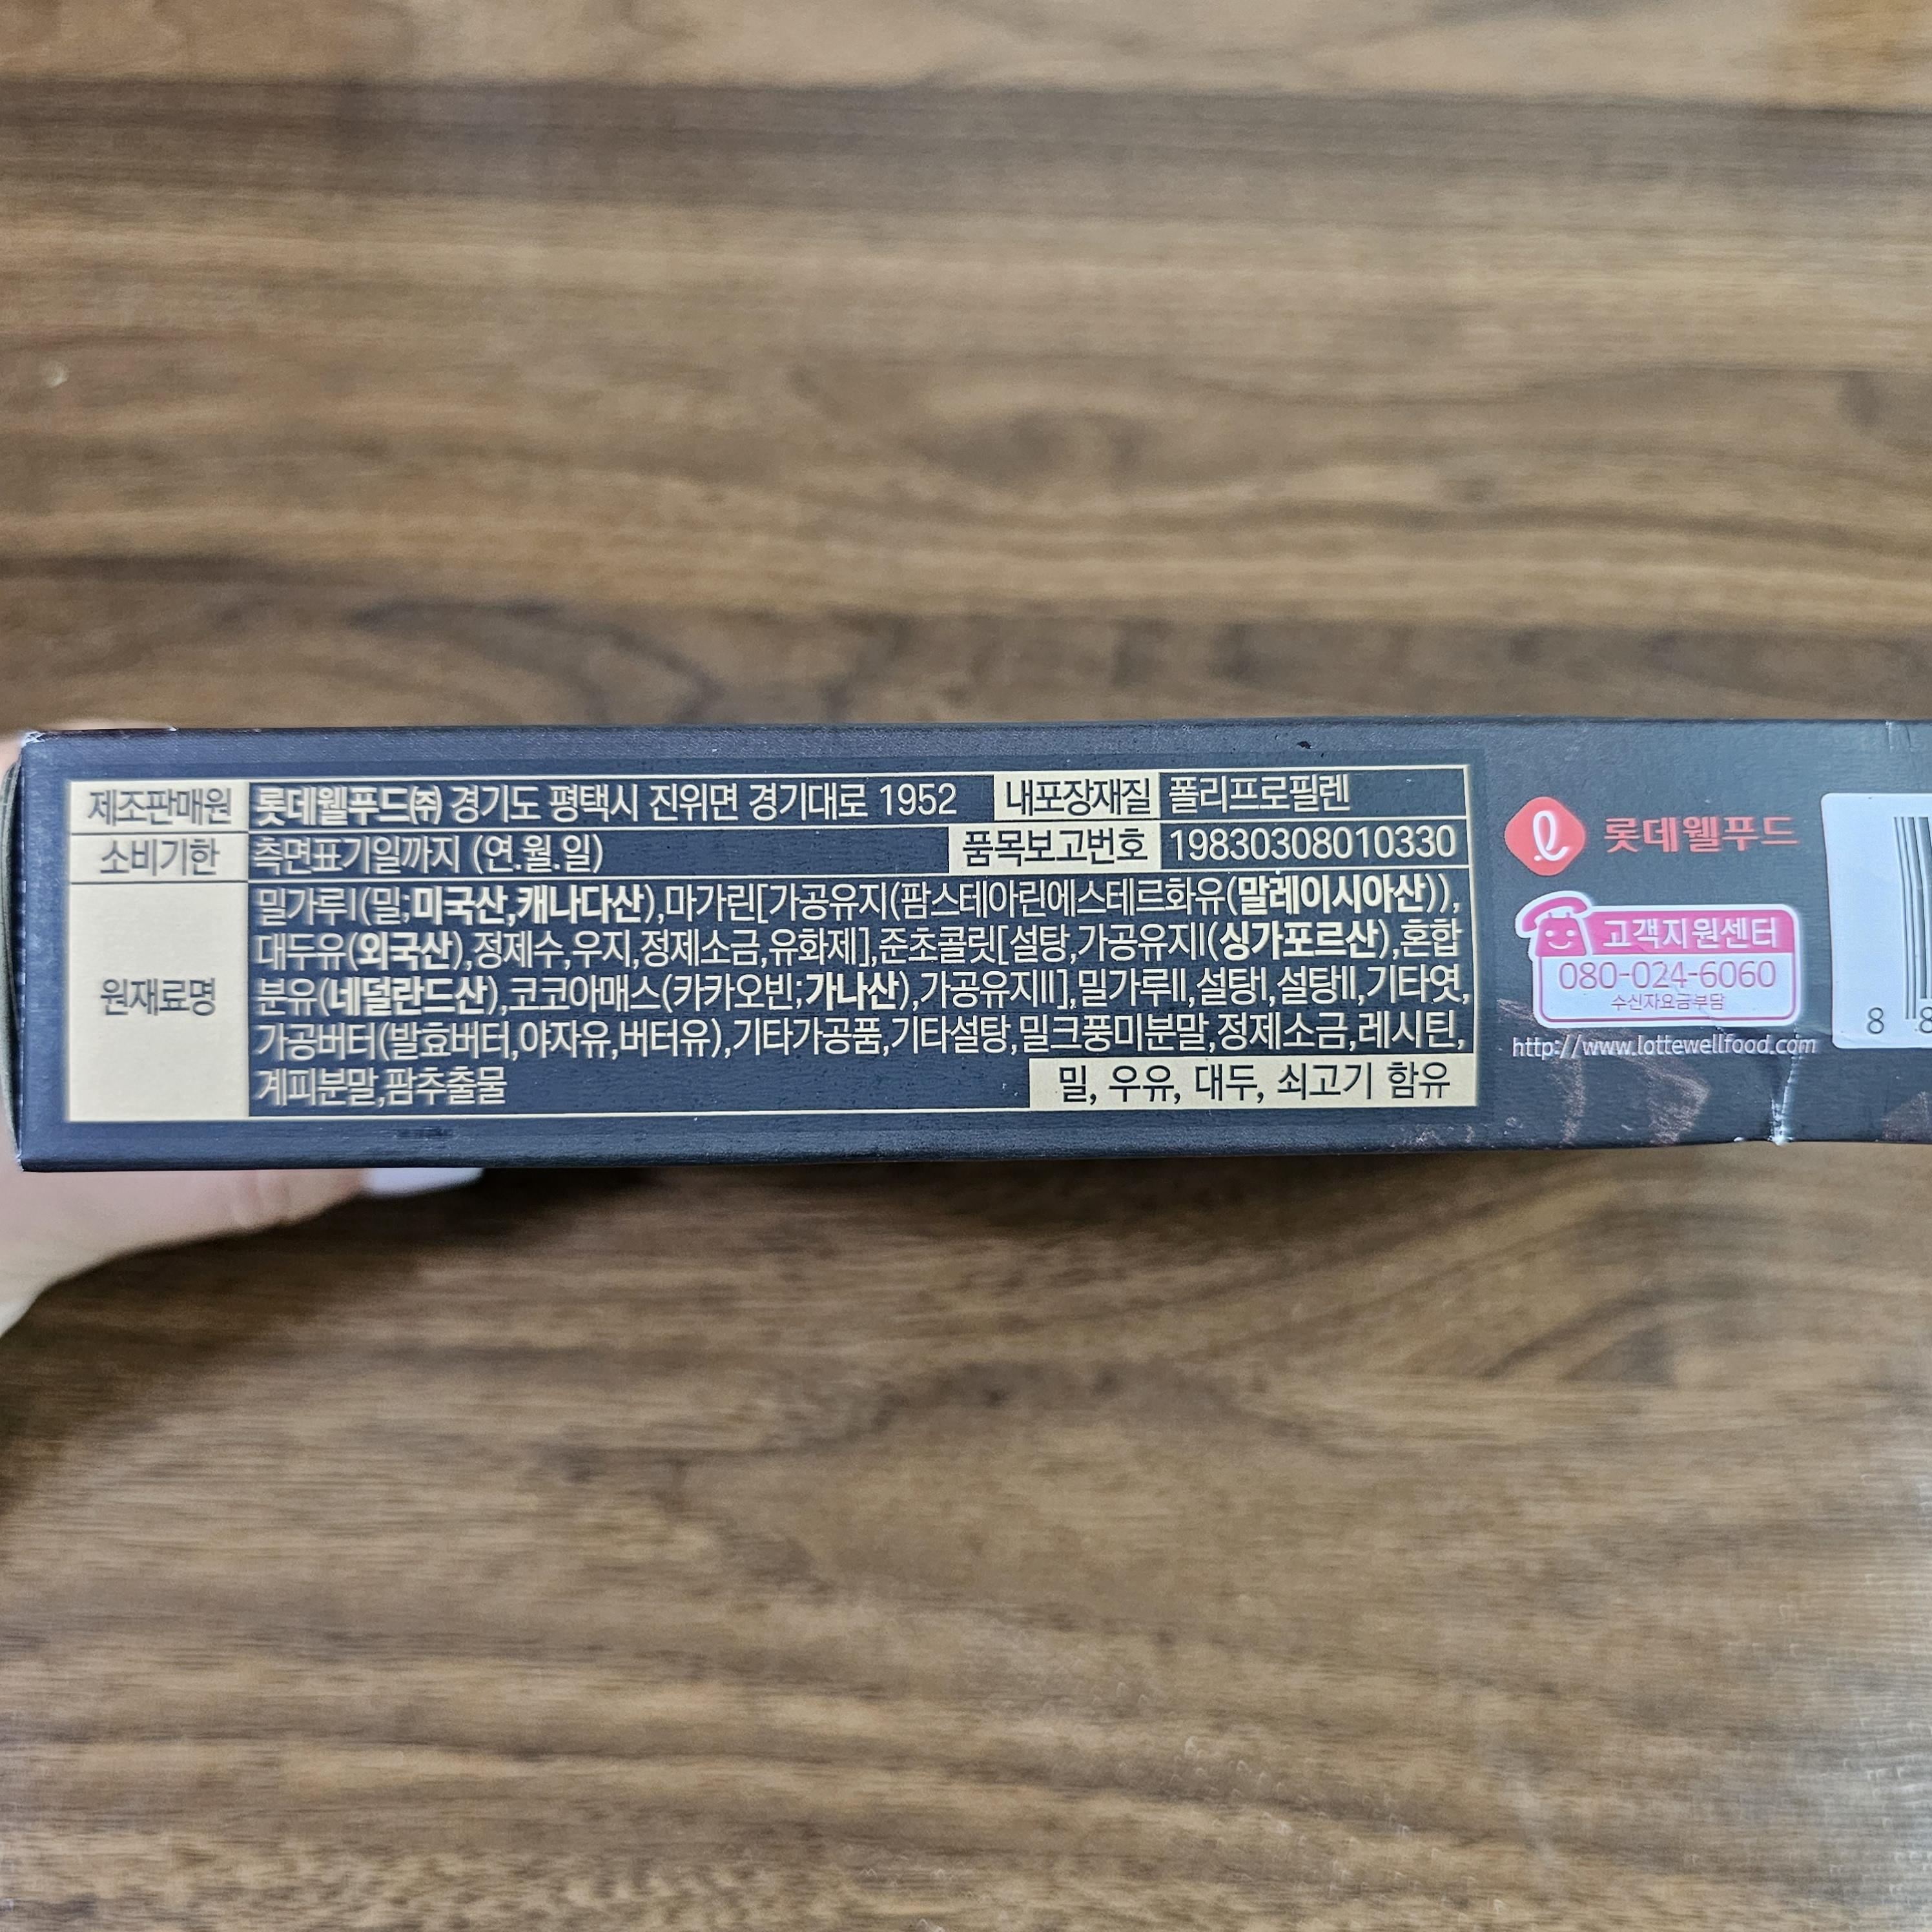 제조판매원 롯데웰푸드㈜ 경기도 평택시 진위면 경기대로 1952 내포장재질 폴리프로필렌
소비기한 측면표기일까지 (연.월.일) 품목보고번호 19830308010330
원재료명
밀가루Ⅰ(밀;미국산,캐나다산),마가린[가공유지(팜스테아린에스테르화유(말레이시아산)),
대두유(외국산),정제수,우지,정제소금,유화제],준초콜릿[설탕,가공유지Ⅰ(싱가포르산),혼합
분유(네덜란드산),코코아매스(카카오빈;가나산),가공유지Ⅱ],밀가루Ⅱ,설탕Ⅰ,설탕Ⅱ,기타엿,
가공버터(발효버터,야자유,버터유),기타가공품,기타설탕,밀크풍미분말,정제소금,레시틴,
계피분말,팜추출물
밀, 우유, 대두, 쇠고기 함유
롯데웰푸드
고객지원센터
080-024-6060
수신자요금부담
http://www.lottewellfood.com
8